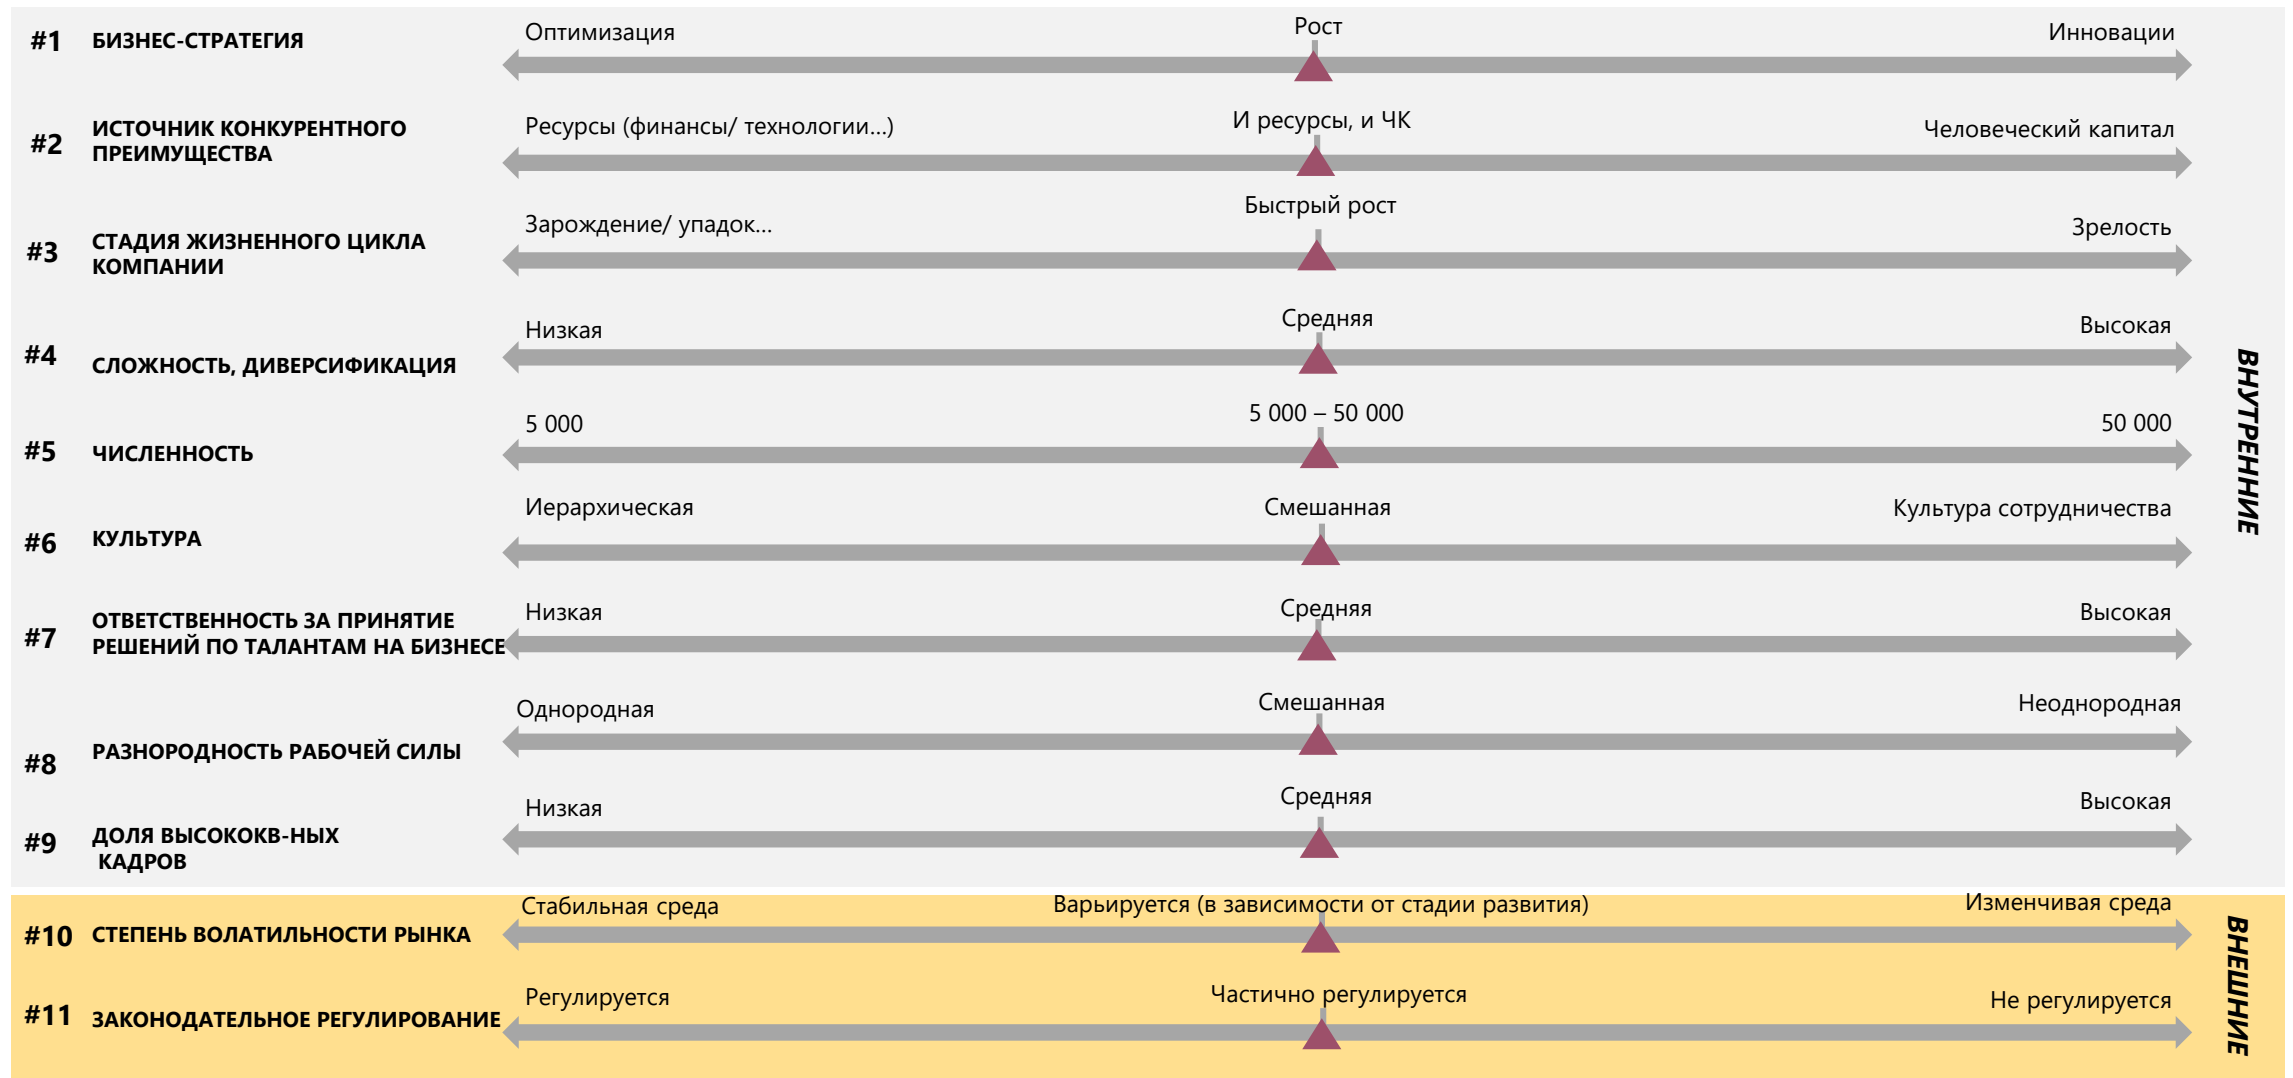 #1 БИЗНЕС-СТРАТЕГИЯ
Оптимизация
Рост
Инновации
#2 ИСТОЧНИК КОНКУРЕНТНОГО
ПРЕИМУЩЕСТВА
Ресурсы (финансы/ технологии...)
И ресурсы, и ЧК
Человеческий капитал
#3 СТАДИЯ ЖИЗНЕННОГО ЦИКЛА
КОМПАНИИ
Зарождение/ упадок...
Быстрый рост
Зрелость
#4 СЛОЖНОСТЬ, ДИВЕРСИФИКАЦИЯ
Низкая
Средняя
Высокая
#5 ЧИСЛЕННОСТЬ
5 000
5 000 – 50 000
50 000
#6 КУЛЬТУРА
Иерархическая
Смешанная
Культура сотрудничества
#7 ОТВЕТСТВЕННОСТЬ ЗА ПРИНЯТИЕ
РЕШЕНИЙ ПО ТАЛАНТАМ НА БИЗНЕСЕ
Низкая
Средняя
Высокая
#8 РАЗНОРОДНОСТЬ РАБОЧЕЙ СИЛЫ
Однородная
Смешанная
Неоднородная
#9 ДОЛЯ ВЫСОКОКВ-НЫХ
КАДРОВ
Низкая
Средняя
Высокая
ВНУТРЕННИЕ
#10 СТЕПЕНЬ ВОЛАТИЛЬНОСТИ РЫНКА
Стабильная среда
Варьируется (в зависимости от стадии развития)
Изменчивая среда
#11 ЗАКОНОДАТЕЛЬНОЕ РЕГУЛИРОВАНИЕ
Регулируется
Частично регулируется
Не регулируется
ВНЕШНИЕ